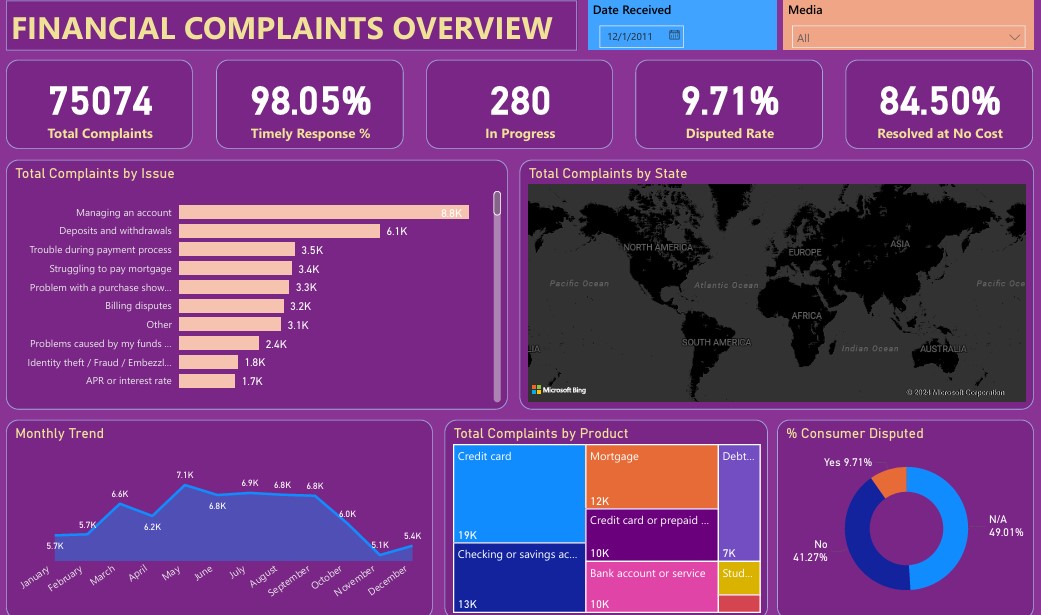 FINANCIAL COMPLAINTS OVERVIEW
Date Received
12/1/2011
Media
All
75074
Total Complaints
98.05%
Timely Response %
280
In Progress
9.71%
Disputed Rate
84.50%
Resolved at No Cost
Total Complaints by Issue
Managing an account 8.8K
Deposits and withdrawals 6.1K
Trouble during payment process 3.5K
Struggling to pay mortgage 3.4K
Problem with a purchase show... 3.3K
Billing disputes 3.2K
Other 3.1K
Problems caused by my funds ... 2.4K
Identity theft / Fraud / Embezzl... 1.8K
APR or interest rate 1.7K
Total Complaints by State
NORTH AMERICA
EUROPE
ASIA
Pacific Ocean
Atlantic Ocean
Pacific Oce
AFRICA
SOUTH AMERICA
Indian Ocean
AUSTRALIA
LIA
Microsoft Bing
© 2024 Microsoft Corporation
Monthly Trend
5.7K
5.7K
6.6K
6.2K
7.1K
6.8K
6.9K
6.8K
6.8K
6.0K
5.1K
5.4K
January
February
March
April
May
June
July
August
September
October
November
December
Total Complaints by Product
Credit card
19K
Checking or savings ac...
13K
Mortgage
12K
Credit card or prepaid ...
10K
Bank account or service
10K
Debt...
7K
Stud...
% Consumer Disputed
Yes 9.71%
N/A
49.01%
No
41.27%